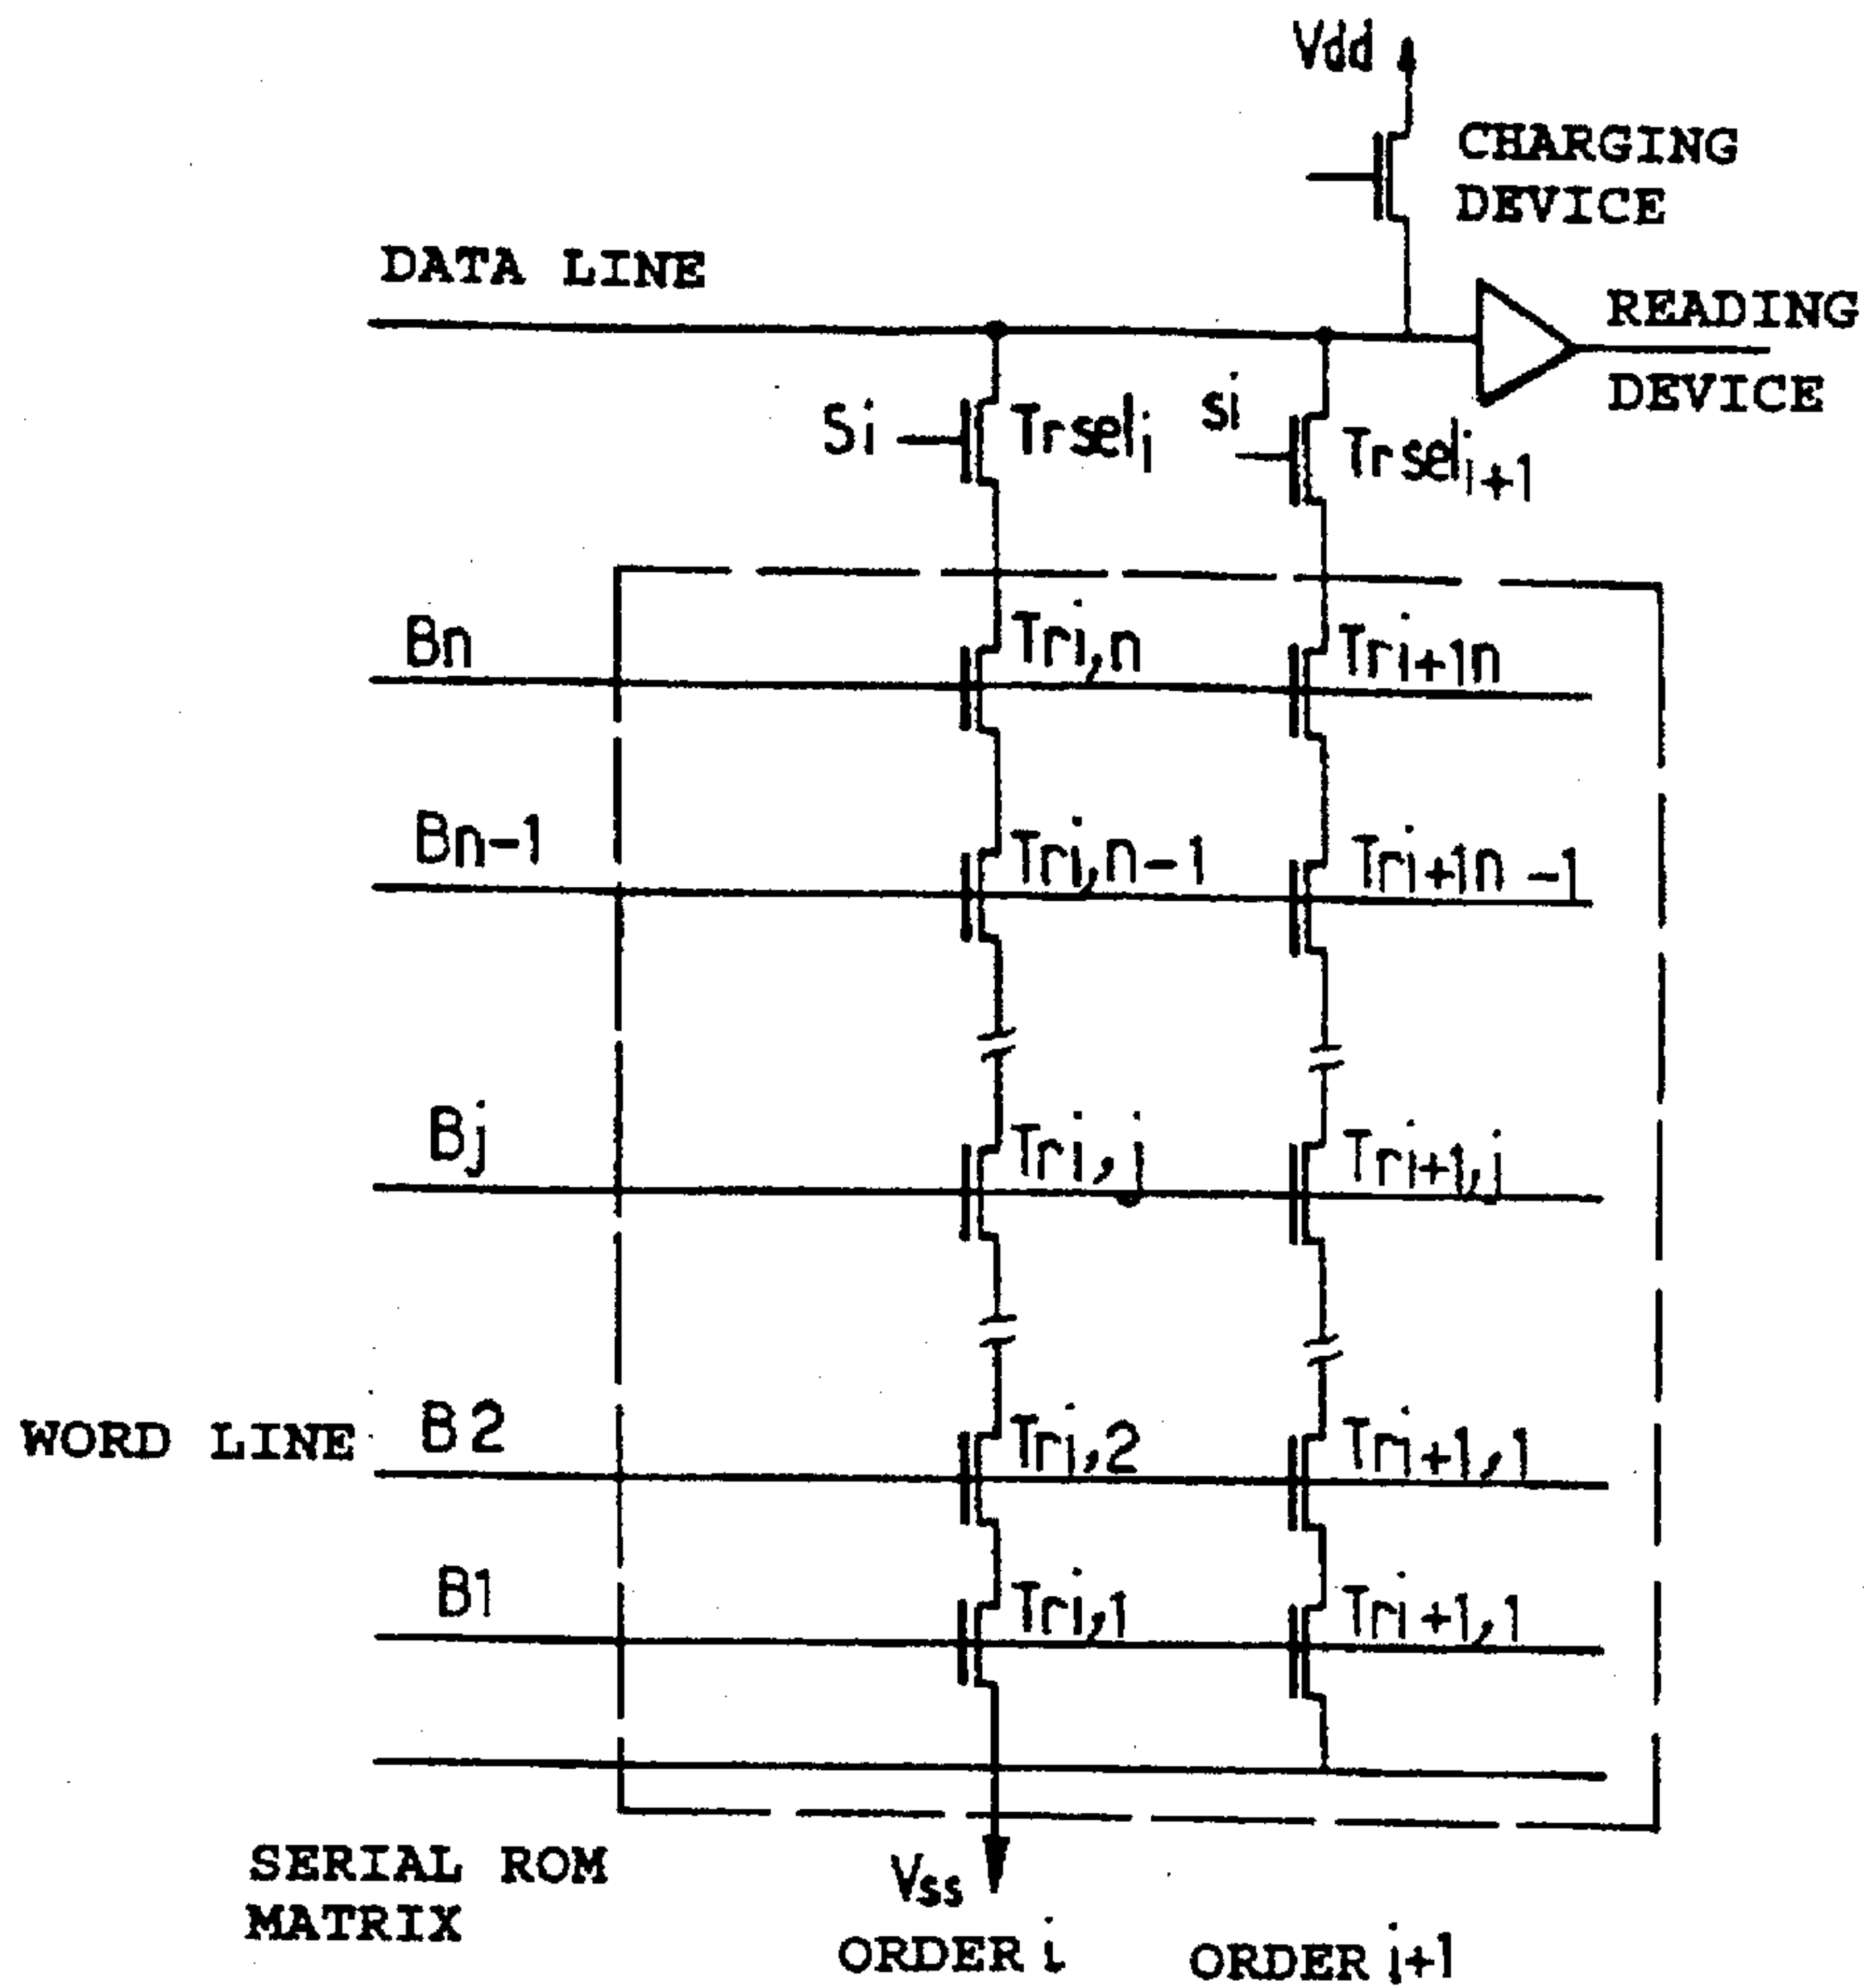 Vdd
CHARGING
DEVICE
DATA LINE
READING
DEVICE
Si
Trseli
Si
Trseli+1
Bn
Tri,n
Tri+1n
Bn-1
Tri,n-1
Tri+1n-1
Bj
Tri,j
Tri+1,j
WORD LINE
B2
Tri,2
Tri+1,1
B1
Tri,1
Tri+1,1
SERIAL ROM
MATRIX
Vss
ORDER i
ORDER i+1